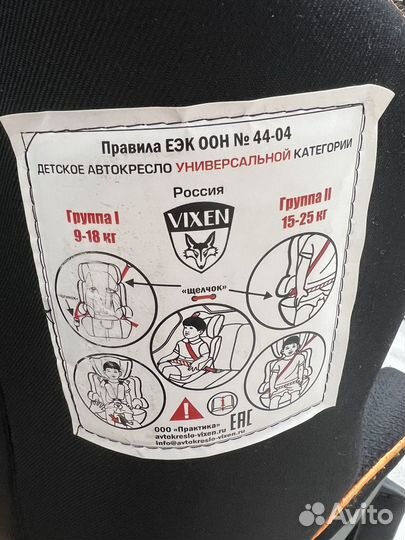 Правила ЕЭК ООН № 44-04
ДЕТСКОЕ АВТОКРЕСЛО УНИВЕРСАЛЬНОЙ КАТЕГОРИИ
Россия
VIXEN
Группа I
9-18 кг
Группа II
15-25 кг
«щелчок»
ООО «Практика»
avtokreslo-vixen.ru
info@avtokreslo-vixen.ru
EAC
Avito